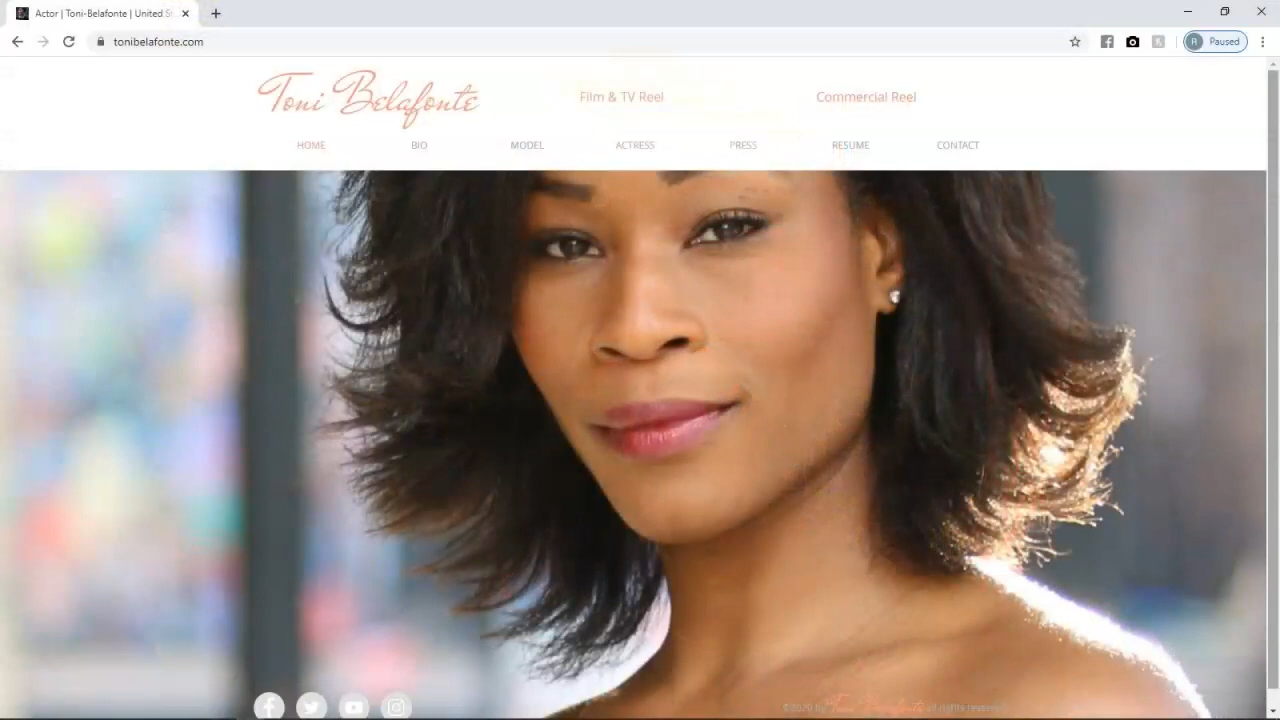 Actor | Toni-Belafonte | United St
tonibelafonte.com
R Paused
Toni Belafonte
Film & TV Reel
Commercial Reel
HOME BIO MODEL ACTRESS PRESS RESUME CONTACT
©2020 by Toni Belafonte all rights reserved